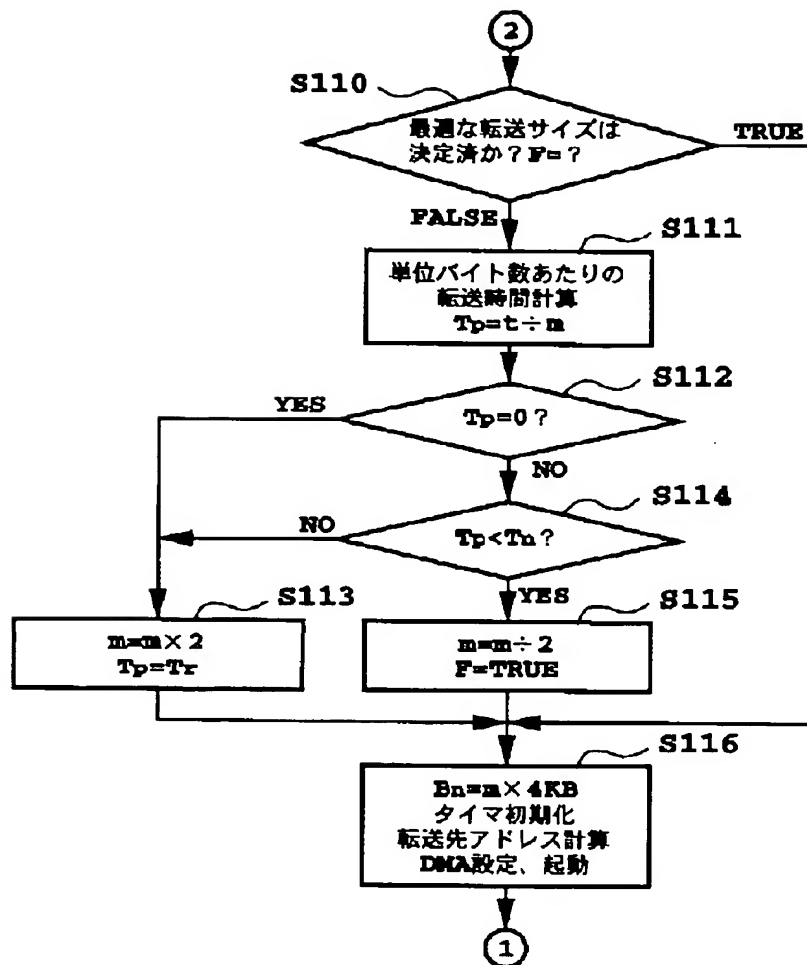 2
S110
最適な転送サイズは
決定済か?F=?
TRUE
FALSE
S111
単位バイト数あたりの
転送時間計算
Tp=t÷m
S112
YES
Tp=0?
NO
S114
NO
Tp<Tn?
YES
S113
m=m×2
Tp=Tr
S115
m=m÷2
F=TRUE
S116
Bn=m×4KB
タイマ初期化
転送先アドレス計算
DMA設定、起動
1